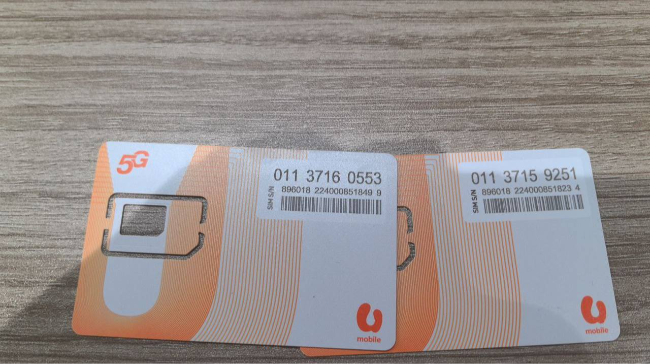 5G
011 3716 0553
SIM S/N
896018 224000851849 9
U
mobile
011 3715 9251
SIM S/N
896018 224000851823 4
U
mobile